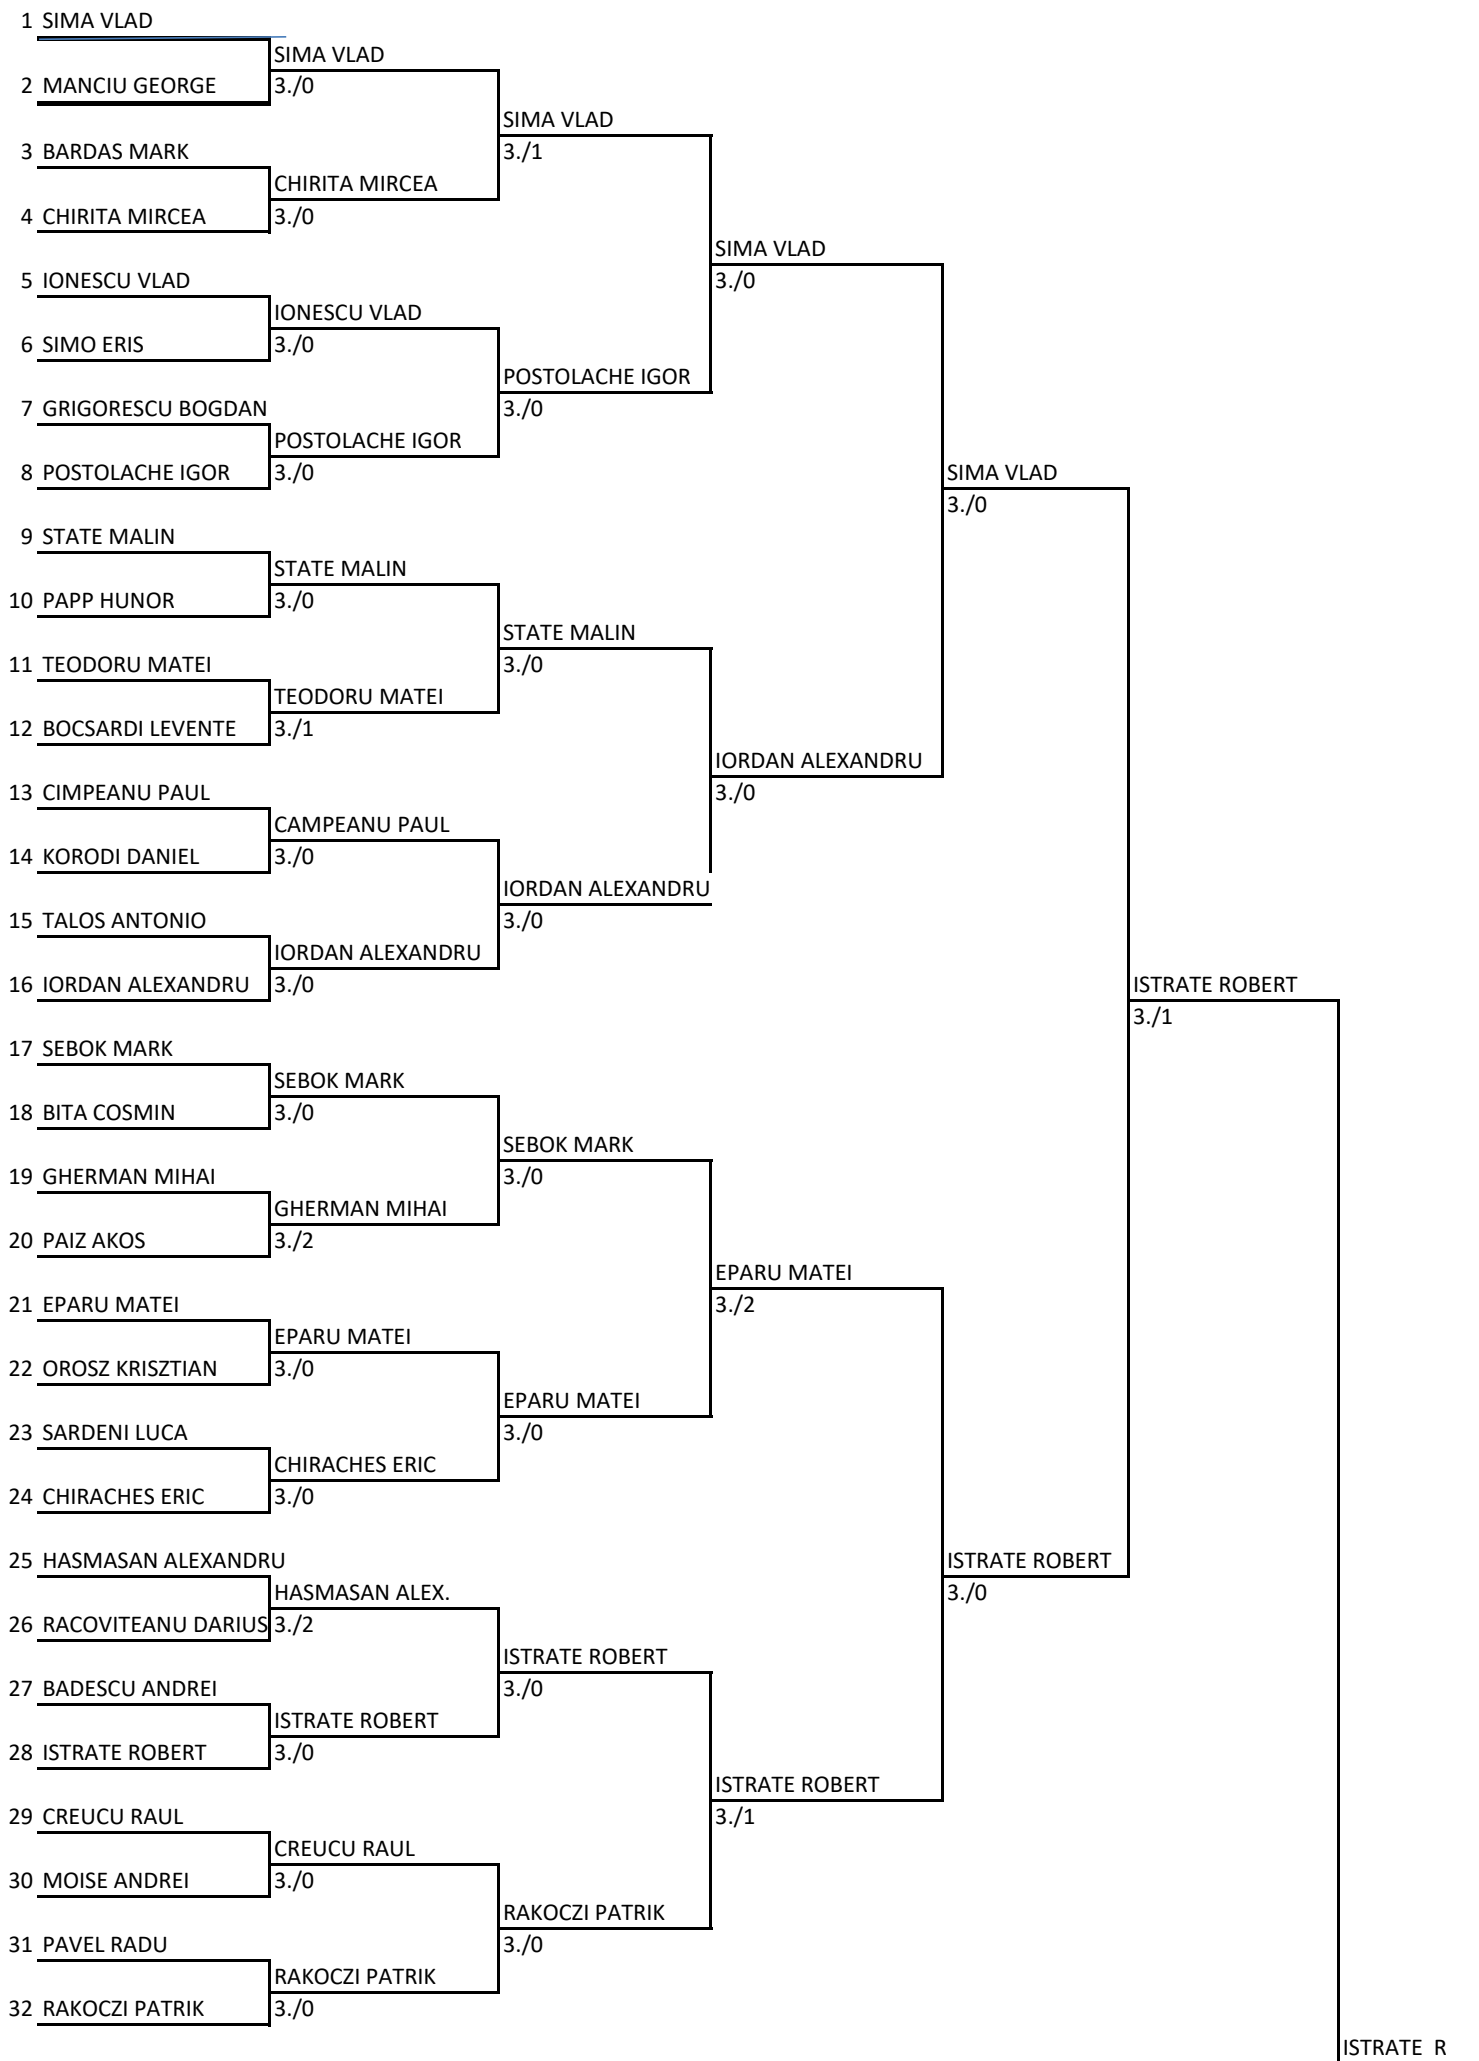 1 SIMA VLAD
SIMA VLAD
2 MANCIU GEORGE
3./0
SIMA VLAD
3 BARDAS MARK
3./1
CHIRITA MIRCEA
4 CHIRITA MIRCEA
3./0
SIMA VLAD
5 IONESCU VLAD
3./0
IONESCU VLAD
6 SIMO ERIS
3./0
POSTOLACHE IGOR
7 GRIGORESCU BOGDAN
3./0
POSTOLACHE IGOR
8 POSTOLACHE IGOR
3./0
SIMA VLAD
3./0
9 STATE MALIN
STATE MALIN
10 PAPP HUNOR
3./0
STATE MALIN
11 TEODORU MATEI
3./0
TEODORU MATEI
12 BOCSARDI LEVENTE
3./1
IORDAN ALEXANDRU
13 CIMPEANU PAUL
3./0
CAMPEANU PAUL
14 KORODI DANIEL
3./0
IORDAN ALEXANDRU
15 TALOS ANTONIO
3./0
IORDAN ALEXANDRU
16 IORDAN ALEXANDRU
3./0
ISTRATE ROBERT
3./1
17 SEBOK MARK
SEBOK MARK
18 BITA COSMIN
3./0
SEBOK MARK
19 GHERMAN MIHAI
3./0
GHERMAN MIHAI
20 PAIZ AKOS
3./2
EPARU MATEI
21 EPARU MATEI
3./2
EPARU MATEI
22 OROSZ KRISZTIAN
3./0
EPARU MATEI
23 SARDENI LUCA
3./0
CHIRACHES ERIC
24 CHIRACHES ERIC
3./0
25 HASMASAN ALEXANDRU
ISTRATE ROBERT
HASMASAN ALEX.
3./0
26 RACOVITEANU DARIUS
3./2
ISTRATE ROBERT
27 BADESCU ANDREI
3./0
ISTRATE ROBERT
28 ISTRATE ROBERT
3./0
ISTRATE ROBERT
29 CREUCU RAUL
3./1
CREUCU RAUL
30 MOISE ANDREI
3./0
RAKOCZI PATRIK
31 PAVEL RADU
3./0
RAKOCZI PATRIK
32 RAKOCZI PATRIK
3./0
ISTRATE R